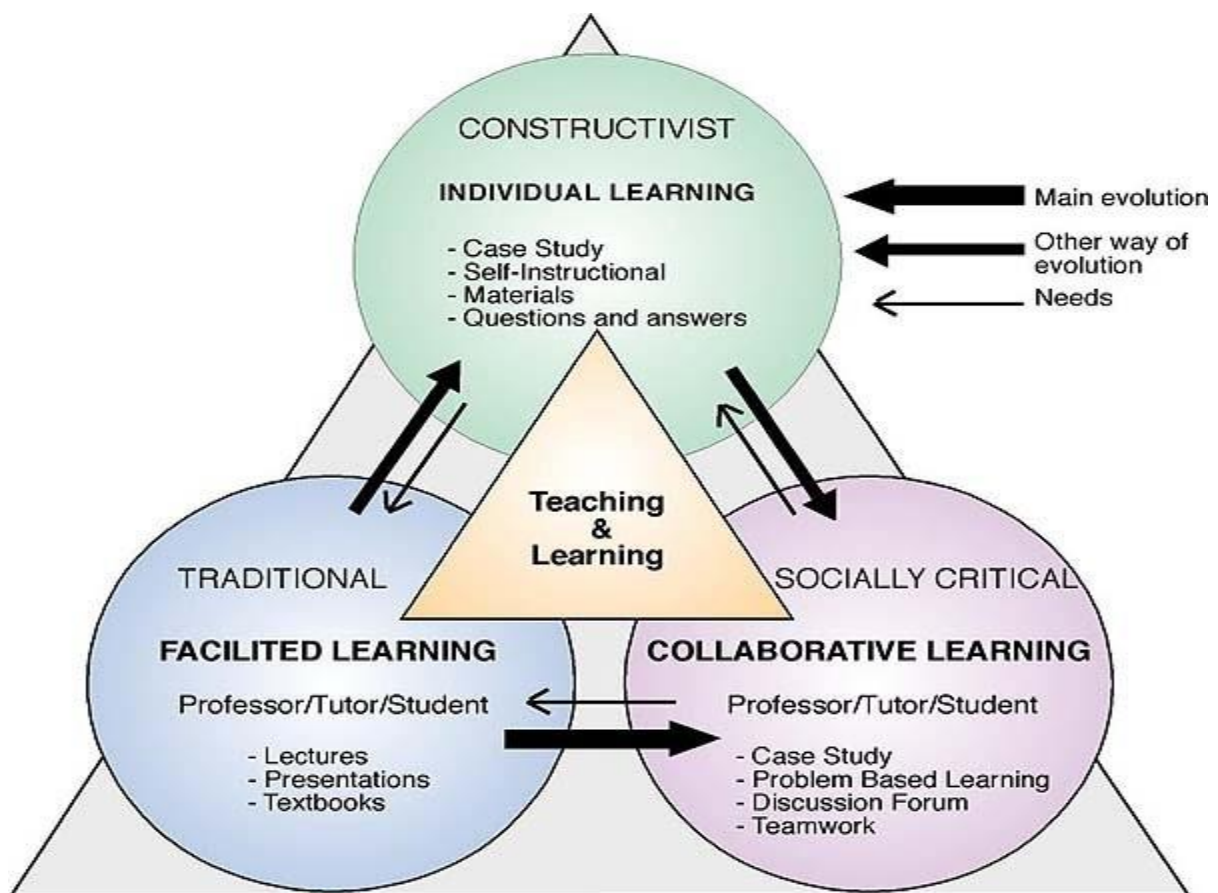 CONSTRUCTIVIST
INDIVIDUAL LEARNING
- Case Study
- Self-Instructional
- Materials
- Questions and answers
Main evolution
Other way of
evolution
Needs
Teaching
&
Learning
TRADITIONAL
FACILITED LEARNING
Professor/Tutor/Student
- Lectures
- Presentations
- Textbooks
SOCIALLY CRITICAL
COLLABORATIVE LEARNING
Professor/Tutor/Student
- Case Study
- Problem Based Learning
- Discussion Forum
- Teamwork